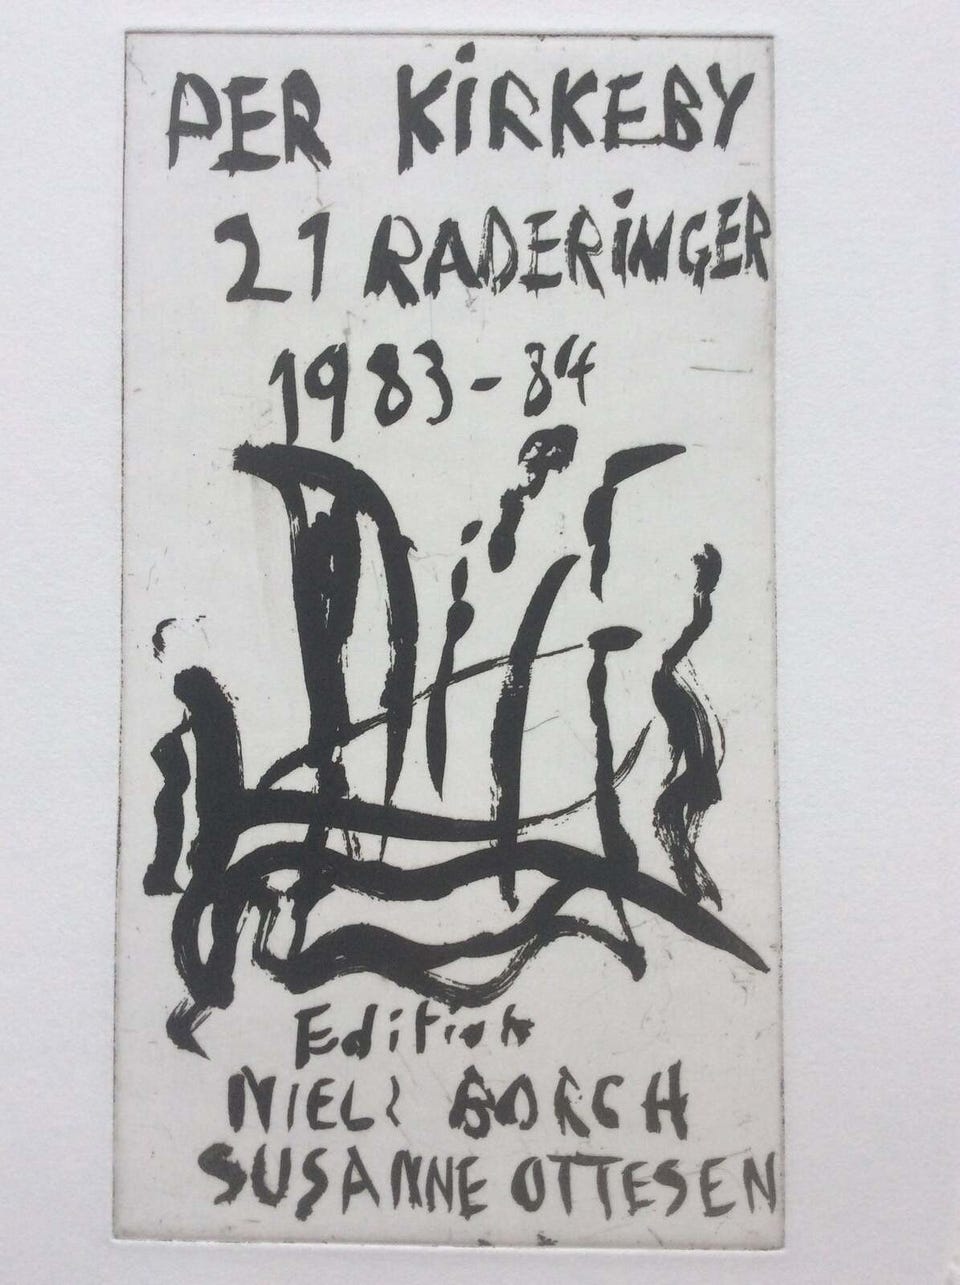 PER KIRKEBY
21 RADERINGER
1983-84
Edition
NIELS BORCH
SUSANNE OTTESEN